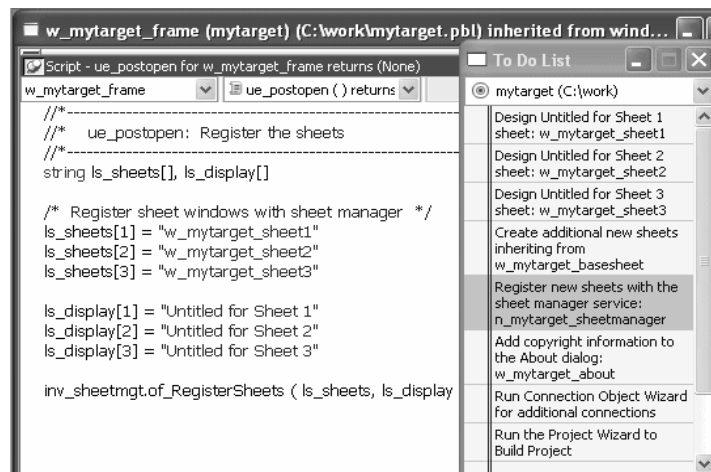 w_mytarget_frame (mytarget) (C:\work\mytarget.pbl) inherited from wind...
Script - ue_postopen for w_mytarget_frame returns (None)
w_mytarget_frame
ue_postopen ( ) returns
//*------------------------------------------------------------
//*    ue_postopen:  Register the sheets
//*------------------------------------------------------------
string ls_sheets[], ls_display[]
/*  Register sheet windows with sheet manager  */
ls_sheets[1] = "w_mytarget_sheet1"
ls_sheets[2] = "w_mytarget_sheet2"
ls_sheets[3] = "w_mytarget_sheet3"
ls_display[1] = "Untitled for Sheet 1"
ls_display[2] = "Untitled for Sheet 2"
ls_display[3] = "Untitled for Sheet 3"
inv_sheetmgt.of_RegisterSheets ( ls_sheets, ls_display
To Do List
mytarget (C:\work)
Design Untitled for Sheet 1
sheet: w_mytarget_sheet1
Design Untitled for Sheet 2
sheet: w_mytarget_sheet2
Design Untitled for Sheet 3
sheet: w_mytarget_sheet3
Create additional new sheets
inheriting from
w_mytarget_basesheet
Register new sheets with the
sheet manager service:
n_mytarget_sheetmanager
Add copyright information to
the About dialog:
w_mytarget_about
Run Connection Object Wizard
for additional connections
Run the Project Wizard to
Build Project